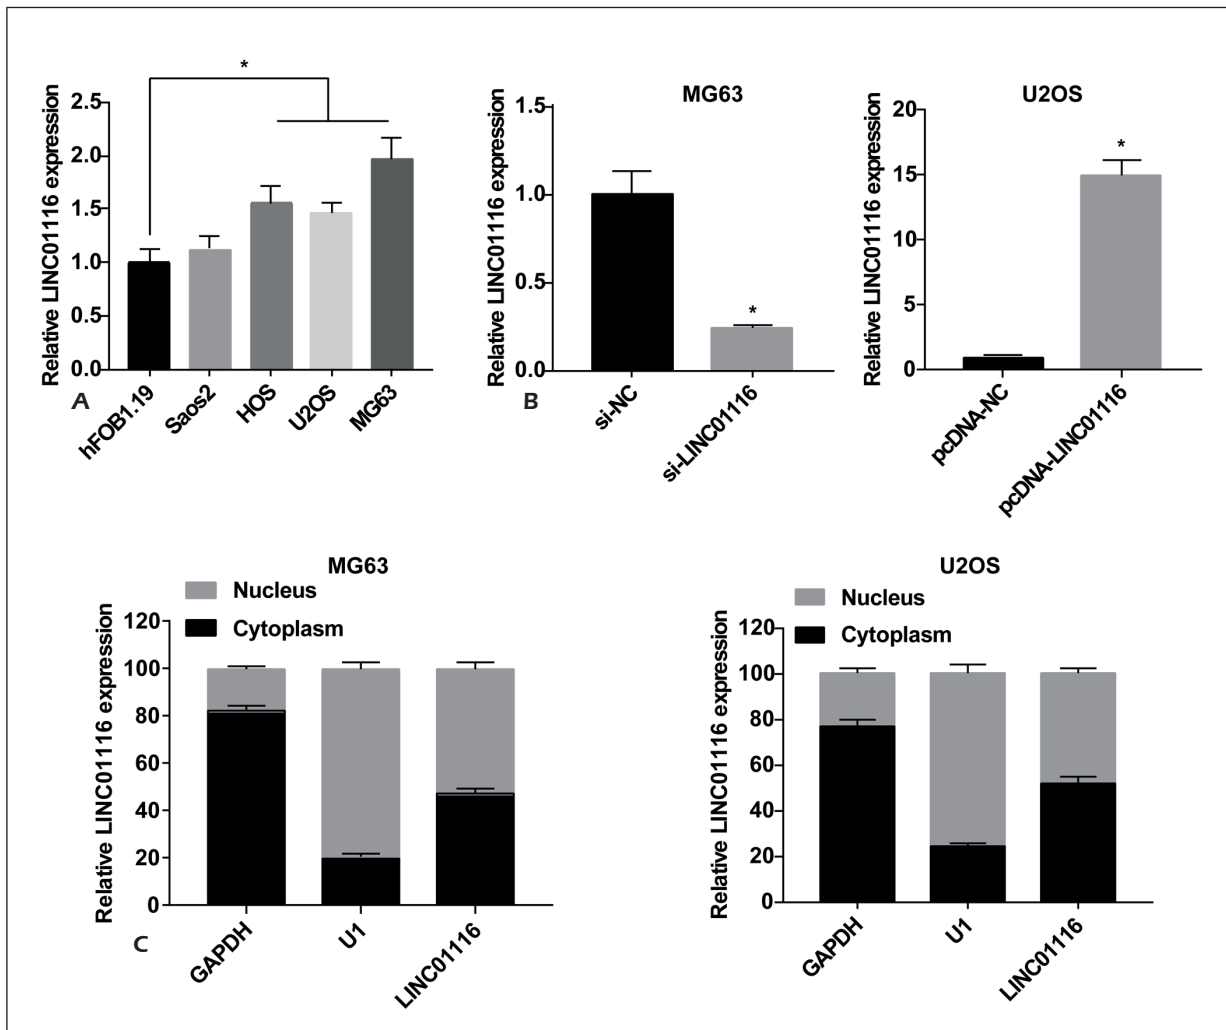 *
Relative LINC01116 expression
2.5
2.0
1.5
1.0
0.5
0.0
hFOB1.19
Saos2
HOS
U2OS
MG63
A
MG63
Relative LINC01116 expression
1.5
1.0
0.5
0.0
*
si-NC
si-LINC01116
B
U2OS
Relative LINC01116 expression
20
15
10
5
0
*
pcDNA-NC
pcDNA-LINC01116
MG63
Nucleus
Cytoplasm
Relative LINC01116 expression
120
100
80
60
40
20
0
GAPDH
U1
LINC01116
C
U2OS
Nucleus
Cytoplasm
Relative LINC01116 expression
120
100
80
60
40
20
0
GAPDH
U1
LINC01116